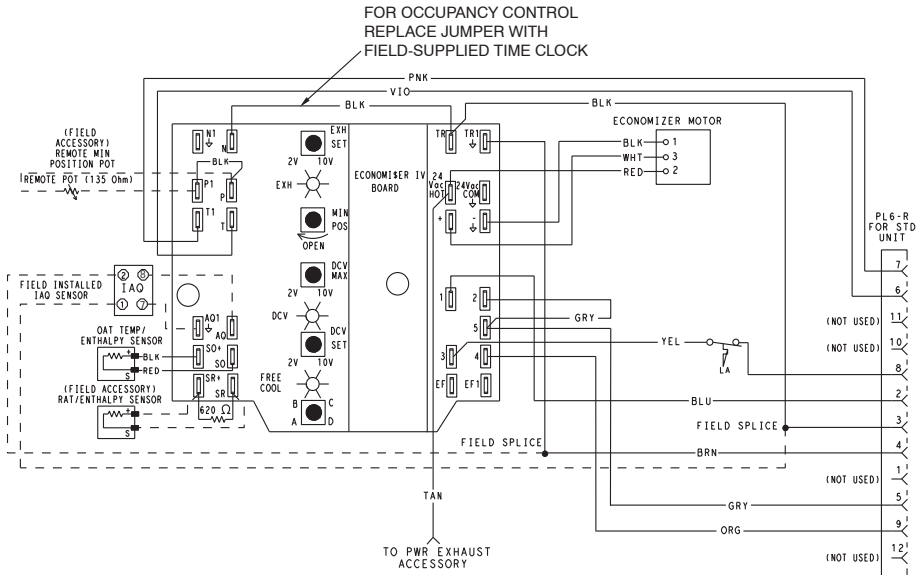 FOR OCCUPANCY CONTROL
REPLACE JUMPER WITH
FIELD-SUPPLIED TIME CLOCK
PNK
VIO
BLK
BLK
ECONOMIZER MOTOR
BLK
1
WHT
3
RED
2
(FIELD
ACCESSORY)
REMOTE MIN
POSITION POT
REMOTE POT (135 Ohm)
N1
N
BLK
P1
P
T1
T
EXH
SET
2V 10V
EXH
MIN
POS
OPEN
DCV
MAX
2V 10V
DCV
DCV
SET
2V 10V
FREE
COOL
B C
A D
ECONOMI$ER IV
BOARD
TR TR1
24
Vac
HOT
24Vac
COM
+ -
1 2
5
3 4
EF EF1
GRY
YEL
LA
BLU
FIELD SPLICE
FIELD SPLICE
BRN
GRY
ORG
TAN
TO PWR EXHAUST
ACCESSORY
FIELD INSTALLED
IAQ SENSOR
2 8
IAQ
1 7
AQ1
AQ
OAT TEMP/
ENTHALPY SENSOR
+
BLK
RED
S
SO+
SO
(FIELD ACCESSORY)
RAT/ENTHALPY SENSOR
+
S
SR+
SR
620 Ω
PL6-R
FOR STD
UNIT
7
6
(NOT USED) 11
(NOT USED) 10
8
2
3
4
(NOT USED) 1
5
9
(NOT USED) 12